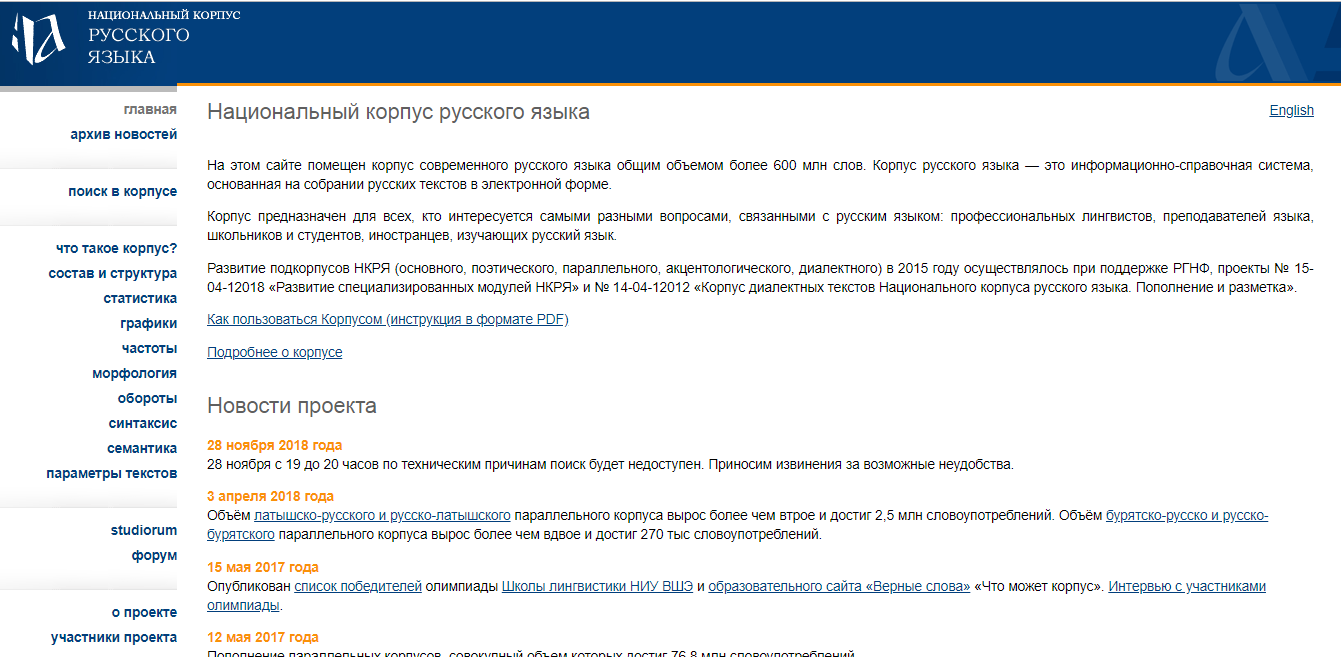 НАЦИОНАЛЬНЫЙ КОРПУС
РУССКОГО
ЯЗЫКА
главная
архив новостей
поиск в корпусе
что такое корпус?
состав и структура
статистика
графики
частоты
морфология
обороты
синтаксис
семантика
параметры текстов
studiorum
форум
о проекте
участники проекта
Национальный корпус русского языка
English
На этом сайте помещен корпус современного русского языка общим объемом более 600 млн слов. Корпус русского языка — это информационно-справочная система,
основанная на собрании русских текстов в электронной форме.
Корпус предназначен для всех, кто интересуется самыми разными вопросами, связанными с русским языком: профессиональных лингвистов, преподавателей языка,
школьников и студентов, иностранцев, изучающих русский язык.
Развитие подкорпусов НКРЯ (основного, поэтического, параллельного, акцентологического, диалектного) в 2015 году осуществлялось при поддержке РГНФ, проекты № 15-
04-12018 «Развитие специализированных модулей НКРЯ» и № 14-04-12012 «Корпус диалектных текстов Национального корпуса русского языка. Пополнение и разметка».
Как пользоваться Корпусом (инструкция в формате PDF)
Подробнее о корпусе
Новости проекта
28 ноября 2018 года
28 ноября с 19 до 20 часов по техническим причинам поиск будет недоступен. Приносим извинения за возможные неудобства.
3 апреля 2018 года
Объём латышско-русского и русско-латышского параллельного корпуса вырос более чем втрое и достиг 2,5 млн словоупотреблений. Объём бурятско-русско и русско-
бурятского параллельного корпуса вырос более чем вдвое и достиг 270 тыс словоупотреблений.
15 мая 2017 года
Опубликован список победителей олимпиады Школы лингвистики НИУ ВШЭ и образовательного сайта «Верные слова» «Что может корпус». Интервью с участниками
олимпиады.
12 мая 2017 года
Пополнение параллельных корпусов, совокупный объем которых достиг 76,8 млн словоупотреблений.